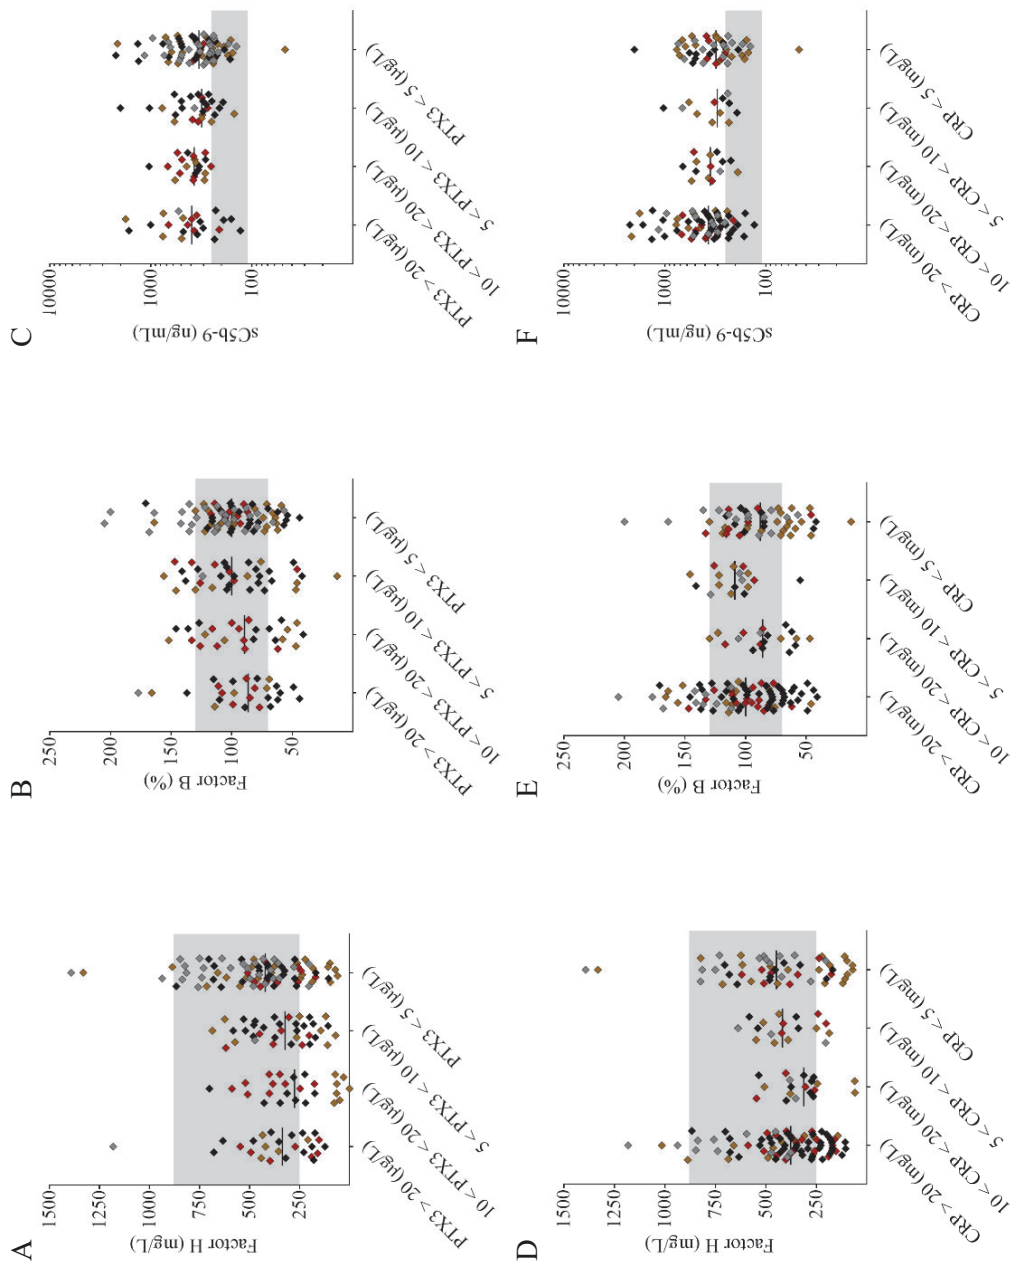 A
Factor H (mg/L)
1500
1250
1000
750
500
250
PTX3 > 20 (µg/L)
10 < PTX3 < 20 (µg/L)
5 < PTX3 < 10 (µg/L)
PTX3 < 5 (µg/L)
B
Factor B (%)
250
200
150
100
50
PTX3 > 20 (µg/L)
10 < PTX3 < 20 (µg/L)
5 < PTX3 < 10 (µg/L)
PTX3 < 5 (µg/L)
C
sC5b-9 (ng/mL)
10000
1000
100
PTX3 > 20 (µg/L)
10 < PTX3 < 20 (µg/L)
5 < PTX3 < 10 (µg/L)
PTX3 < 5 (µg/L)
D
Factor H (mg/L)
1500
1250
1000
750
500
250
CRP > 20 (mg/L)
10 < CRP < 20 (mg/L)
5 < CRP < 10 (mg/L)
CRP < 5 (mg/L)
E
Factor B (%)
250
200
150
100
50
CRP > 20 (mg/L)
10 < CRP < 20 (mg/L)
5 < CRP < 10 (mg/L)
CRP < 5 (mg/L)
F
sC5b-9 (ng/mL)
10000
1000
100
CRP > 20 (mg/L)
10 < CRP < 20 (mg/L)
5 < CRP < 10 (mg/L)
CRP < 5 (mg/L)